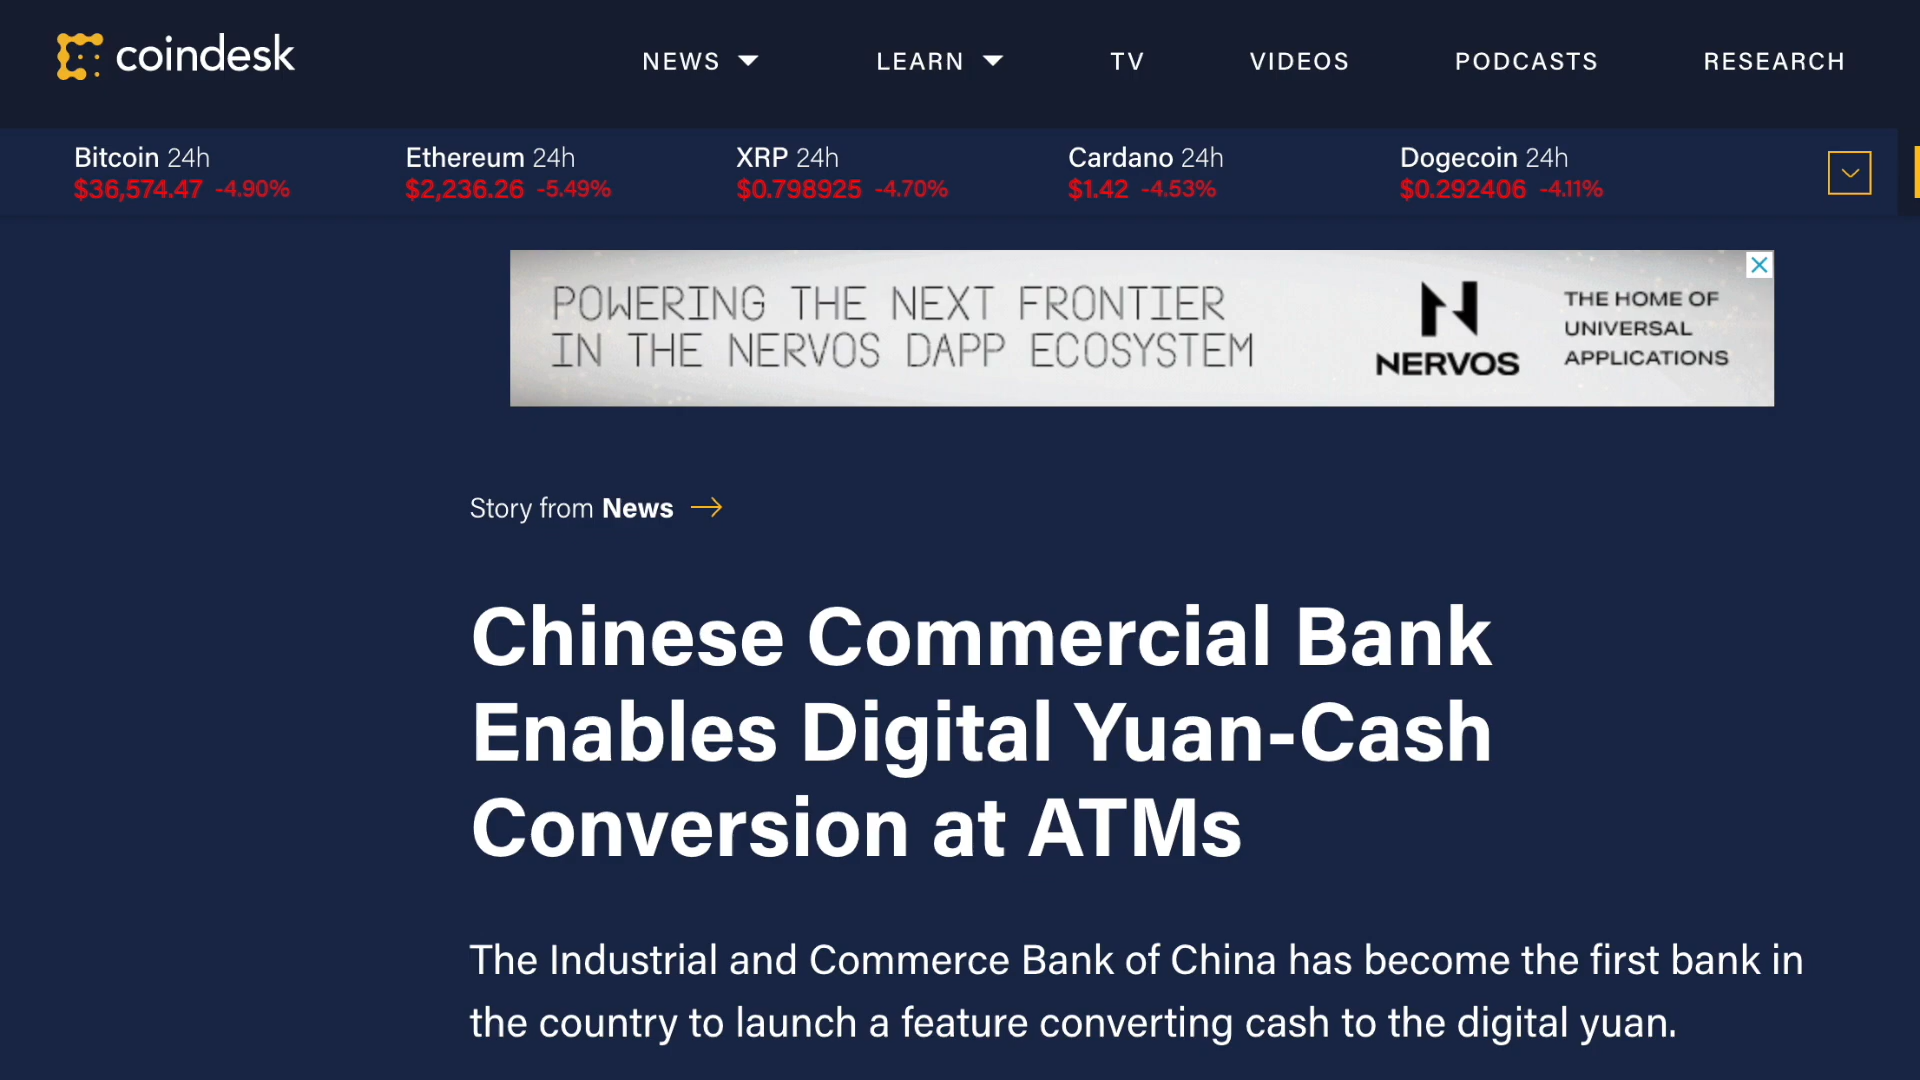 coindesk
NEWS
LEARN
TV
VIDEOS
PODCASTS
RESEARCH
Bitcoin 24h
$36,574.47 -4.90%
Ethereum 24h
$2,236.26 -5.49%
XRP 24h
$0.798925 -4.70%
Cardano 24h
$1.42 -4.53%
Dogecoin 24h
$0.292406 -4.11%
POWERING THE NEXT FRONTIER
IN THE NERVOS DAPP ECOSYSTEM
NERVOS
THE HOME OF
UNIVERSAL
APPLICATIONS
Story from News
Chinese Commercial Bank
Enables Digital Yuan-Cash
Conversion at ATMs
The Industrial and Commerce Bank of China has become the first bank in
the country to launch a feature converting cash to the digital yuan.